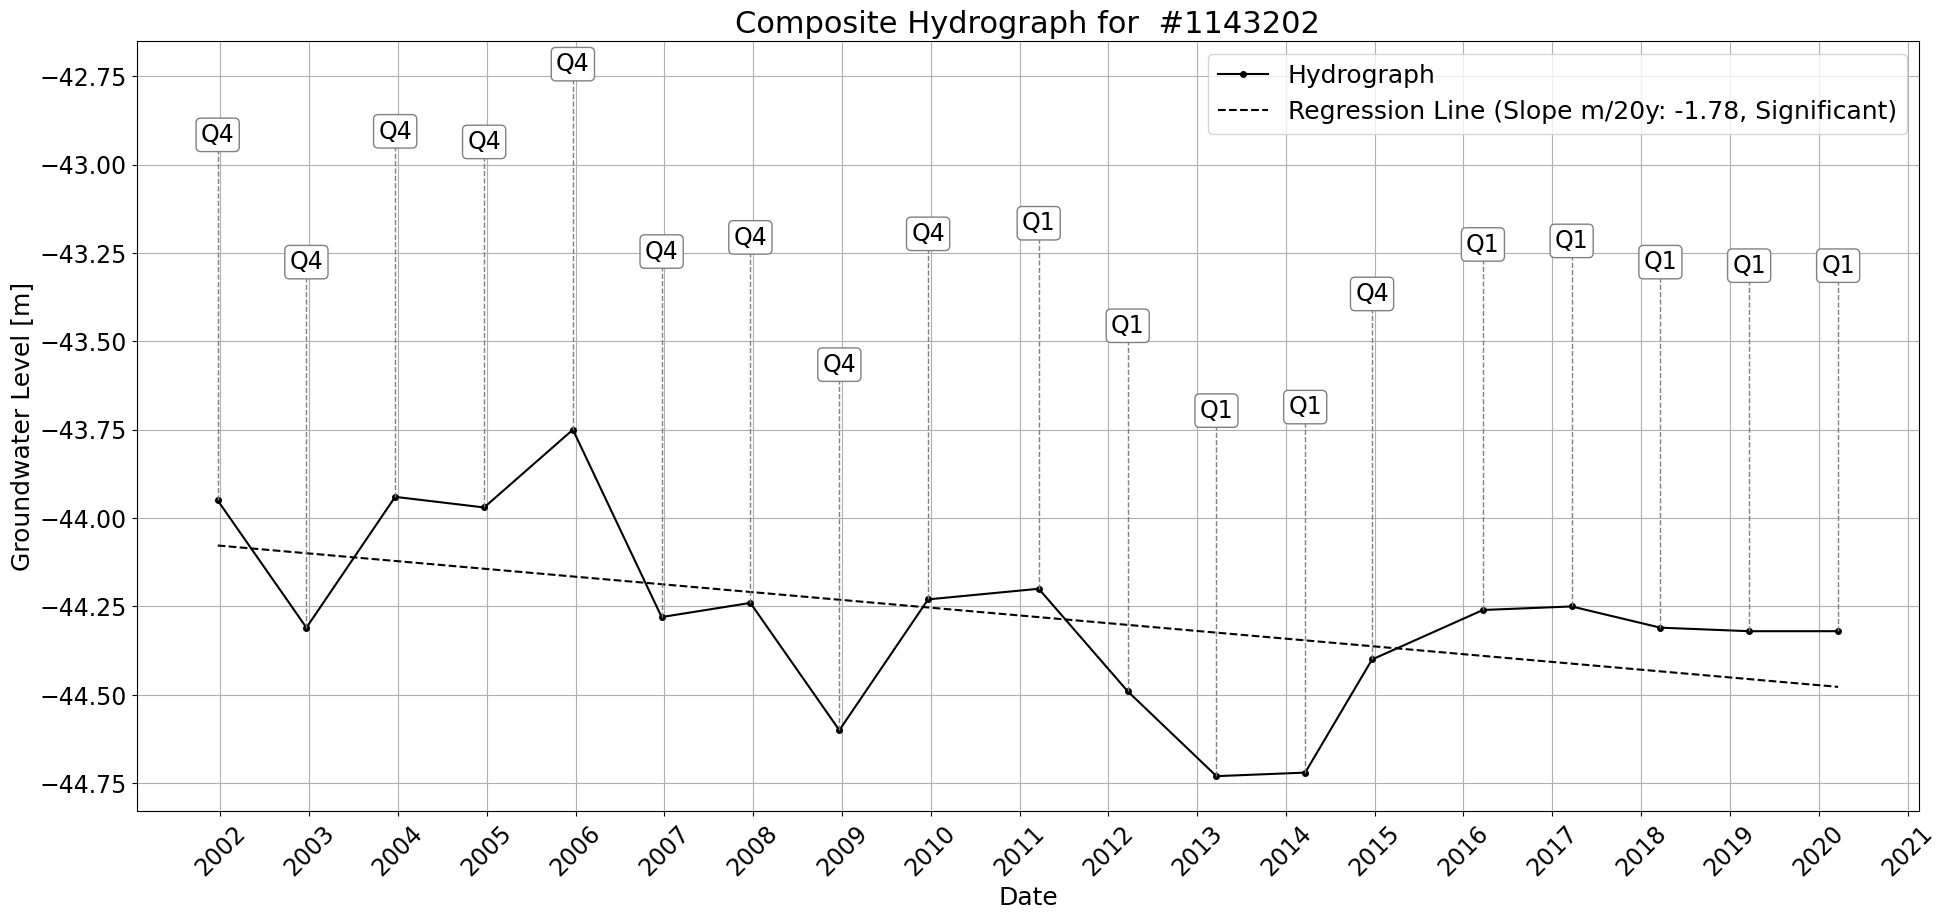 Composite Hydrograph for  #1143202
Hydrograph
Regression Line (Slope m/20y: -1.78, Significant)
Groundwater Level [m]
−42.75
−43.00
−43.25
−43.50
−43.75
−44.00
−44.25
−44.50
−44.75
Q4
Q4
Q4
Q4
Q4
Q4
Q4
Q4
Q4
Q1
Q1
Q1
Q1
Q4
Q1
Q1
Q1
Q1
Q1
2002
2003
2004
2005
2006
2007
2008
2009
2010
2011
2012
2013
2014
2015
2016
2017
2018
2019
2020
2021
Date